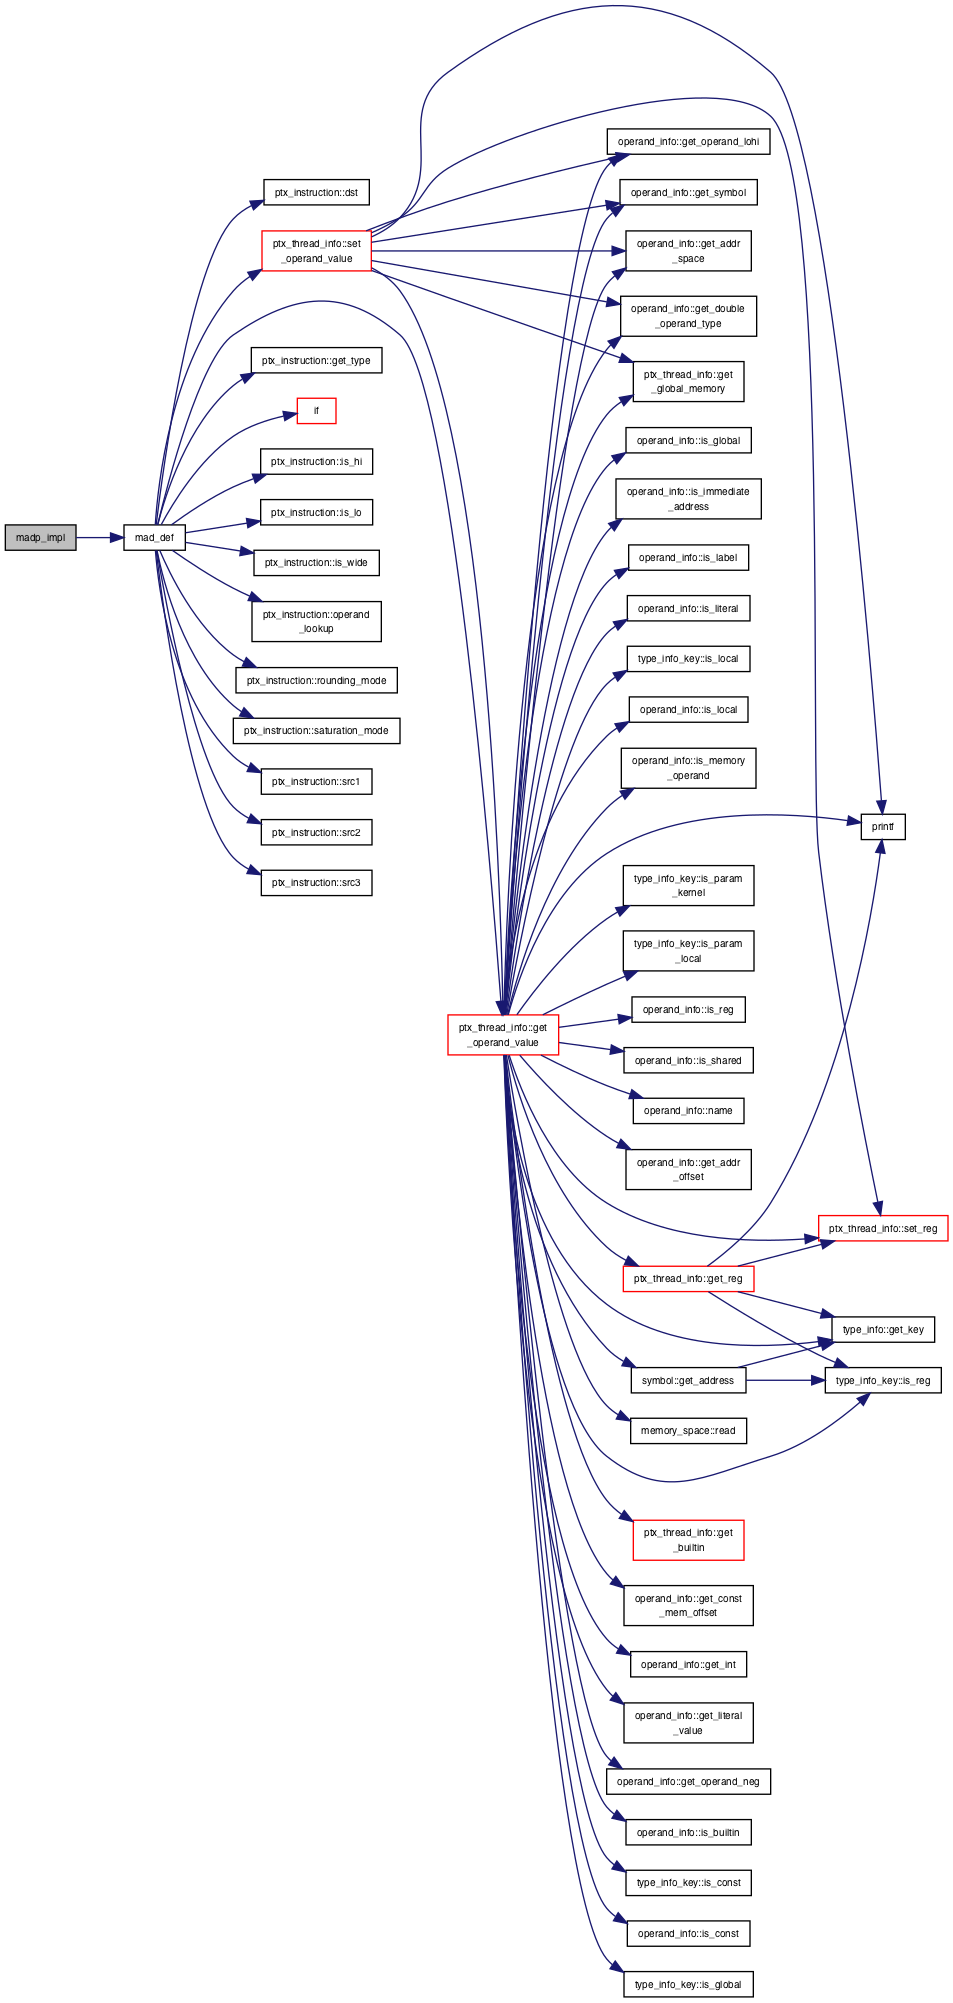 madp_impl
mad_def
ptx_instruction::dst
ptx_thread_info::set
_operand_value
ptx_instruction::get_type
if
ptx_instruction::is_hi
ptx_instruction::is_lo
ptx_instruction::is_wide
ptx_instruction::operand
_lookup
ptx_instruction::rounding_mode
ptx_instruction::saturation_mode
ptx_instruction::src1
ptx_instruction::src2
ptx_instruction::src3
ptx_thread_info::get
_operand_value
operand_info::get_operand_lohi
operand_info::get_symbol
operand_info::get_addr
_space
operand_info::get_double
_operand_type
ptx_thread_info::get
_global_memory
operand_info::is_global
operand_info::is_immediate
_address
operand_info::is_label
operand_info::is_literal
type_info_key::is_local
operand_info::is_local
operand_info::is_memory
_operand
type_info_key::is_param
_kernel
type_info_key::is_param
_local
operand_info::is_reg
operand_info::is_shared
operand_info::name
operand_info::get_addr
_offset
ptx_thread_info::get_reg
symbol::get_address
memory_space::read
ptx_thread_info::get
_builtin
operand_info::get_const
_mem_offset
operand_info::get_int
operand_info::get_literal
_value
operand_info::get_operand_neg
operand_info::is_builtin
type_info_key::is_const
operand_info::is_const
type_info_key::is_global
printf
ptx_thread_info::set_reg
type_info::get_key
type_info_key::is_reg